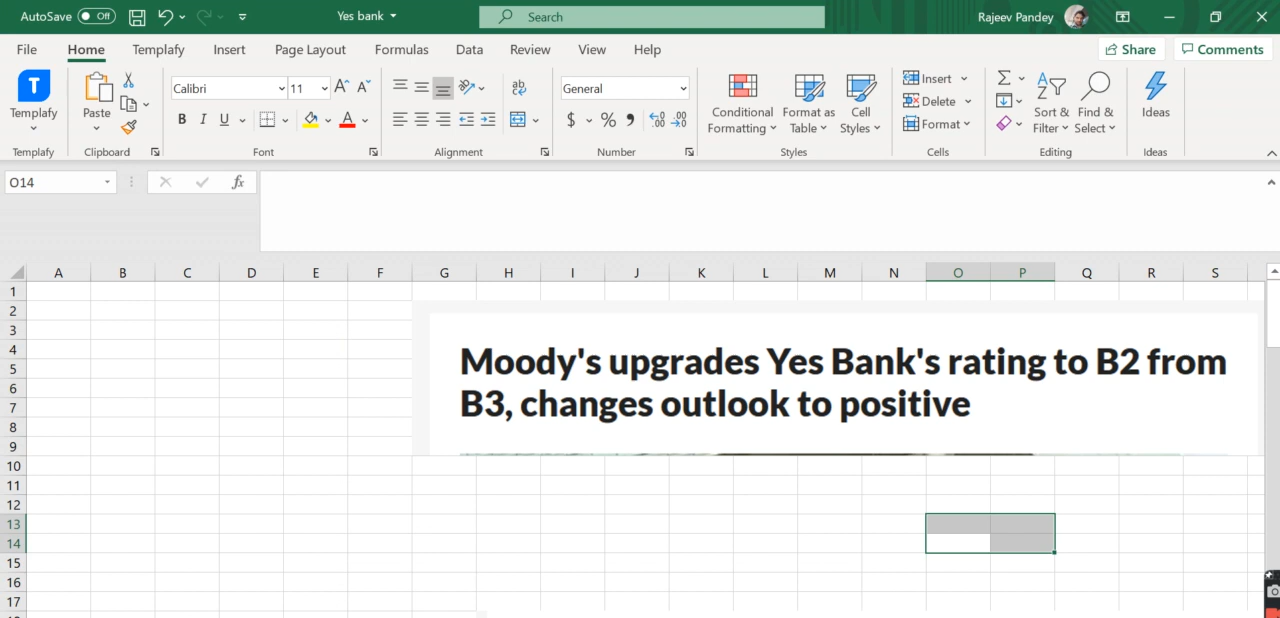 AutoSave Off Yes bank Search Rajeev Pandey
File Home Templafy Insert Page Layout Formulas Data Review View Help Share Comments
Templafy Paste Calibri 11 B I U A General $ % Conditional Formatting Format as Table Cell Styles Insert Delete Format Sort & Filter Find & Select Ideas
Templafy Clipboard Font Alignment Number Styles Cells Editing Ideas
O14 fx
A B C D E F G H I J K L M N O P Q R S
1
2
3
4
5
6
7
8
9
10
11
12
13
14
15
16
17
Moody's upgrades Yes Bank's rating to B2 from
B3, changes outlook to positive